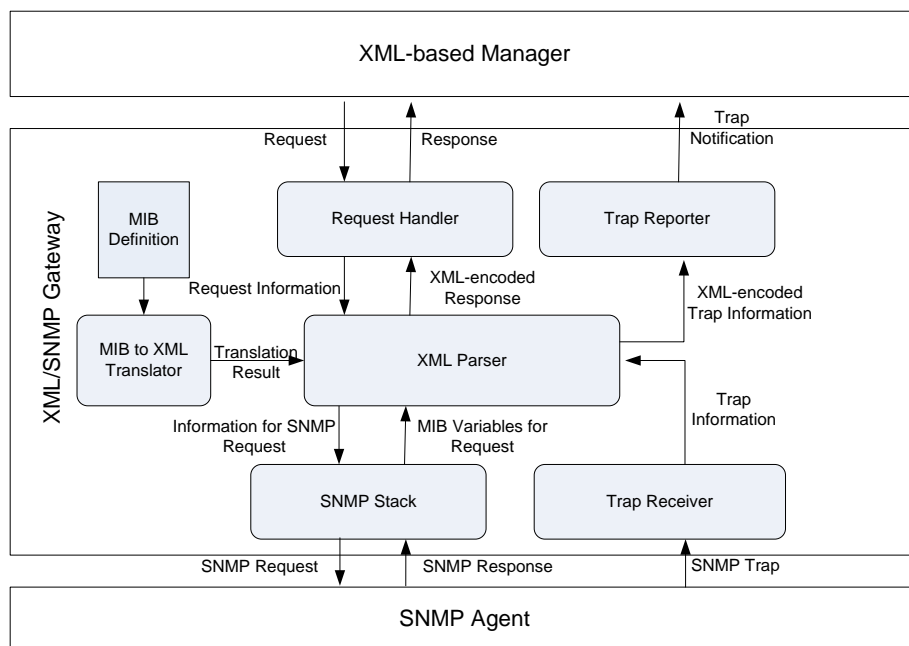 XML-based Manager
Request
Response
Trap
Notification
XML/SNMP Gateway
MIB
Definition
Request Handler
Trap Reporter
Request Information
XML-encoded
Response
XML-encoded
Trap Information
MIB to XML
Translator
Translation
Result
XML Parser
Information for SNMP
Request
MIB Variables for
Request
Trap
Information
SNMP Stack
Trap Receiver
SNMP Request
SNMP Response
SNMP Trap
SNMP Agent